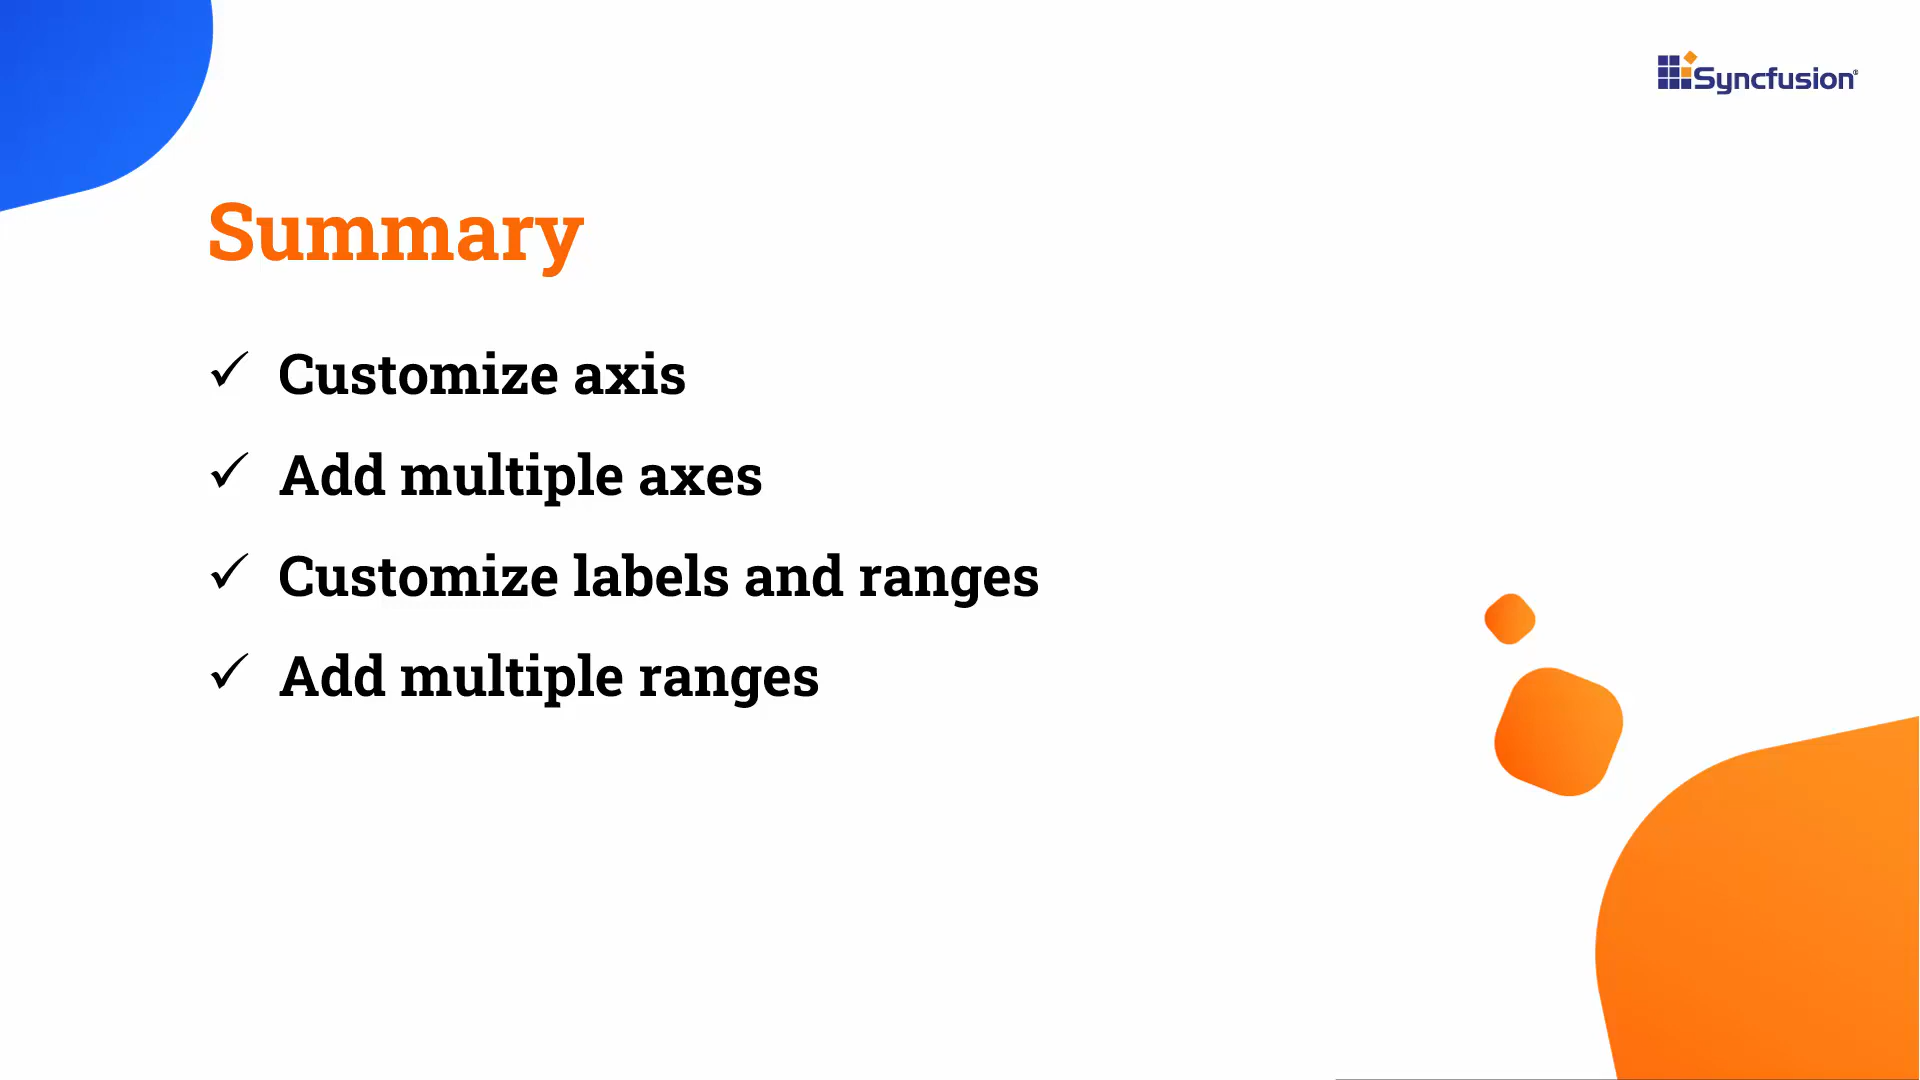 Syncfusion®
Summary
✓ Customize axis
✓ Add multiple axes
✓ Customize labels and ranges
✓ Add multiple ranges